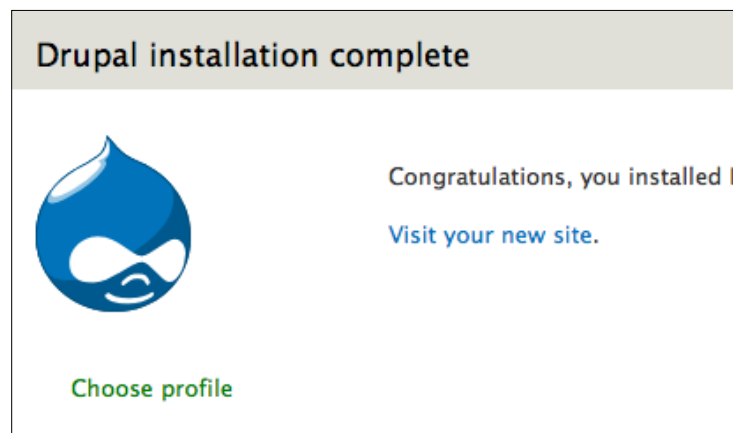 Drupal installation complete
Congratulations, you installed
Visit your new site.
Choose profile